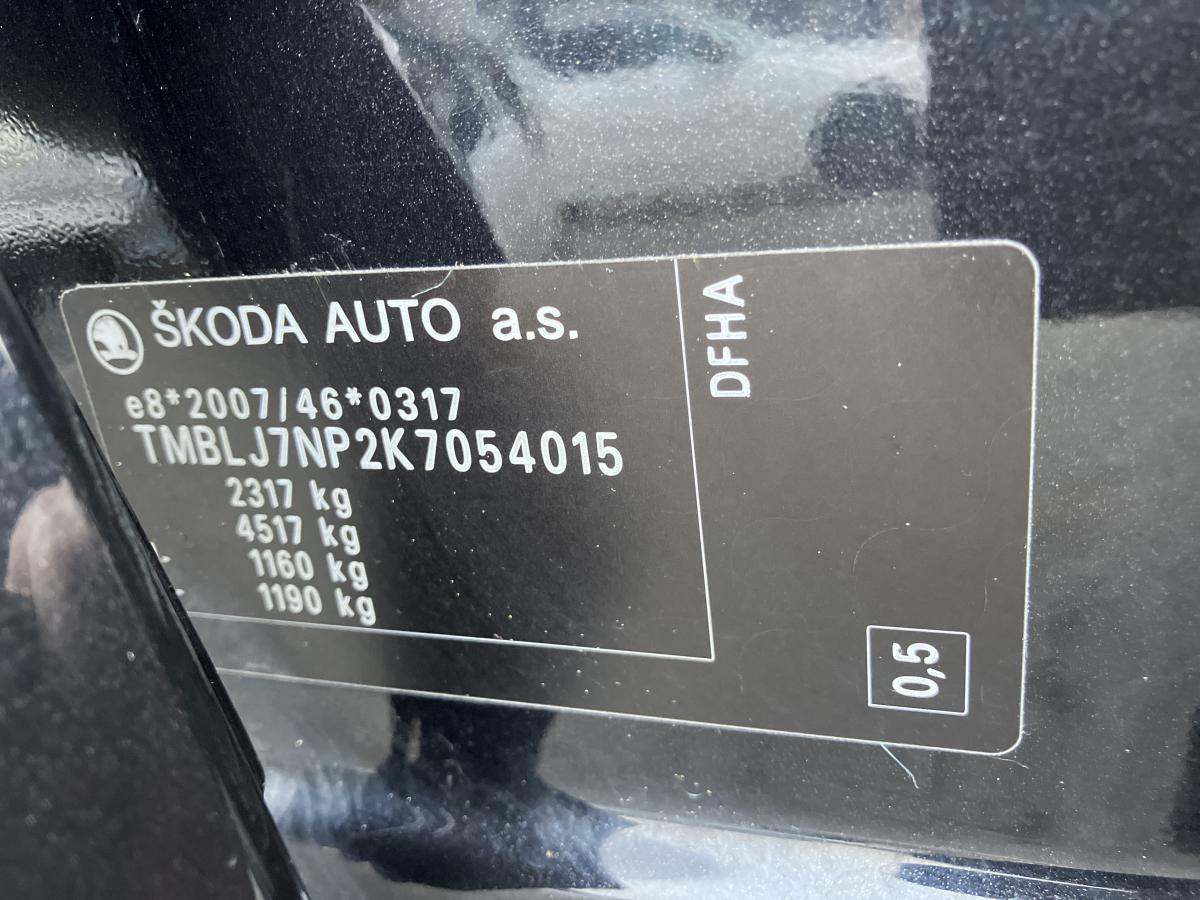 ŠKODA AUTO a.s.
e8*2007/46*0317
TMBLJ7NP2K7054015
2317 kg
4517 kg
1160 kg
1190 kg
DFHA
0,5